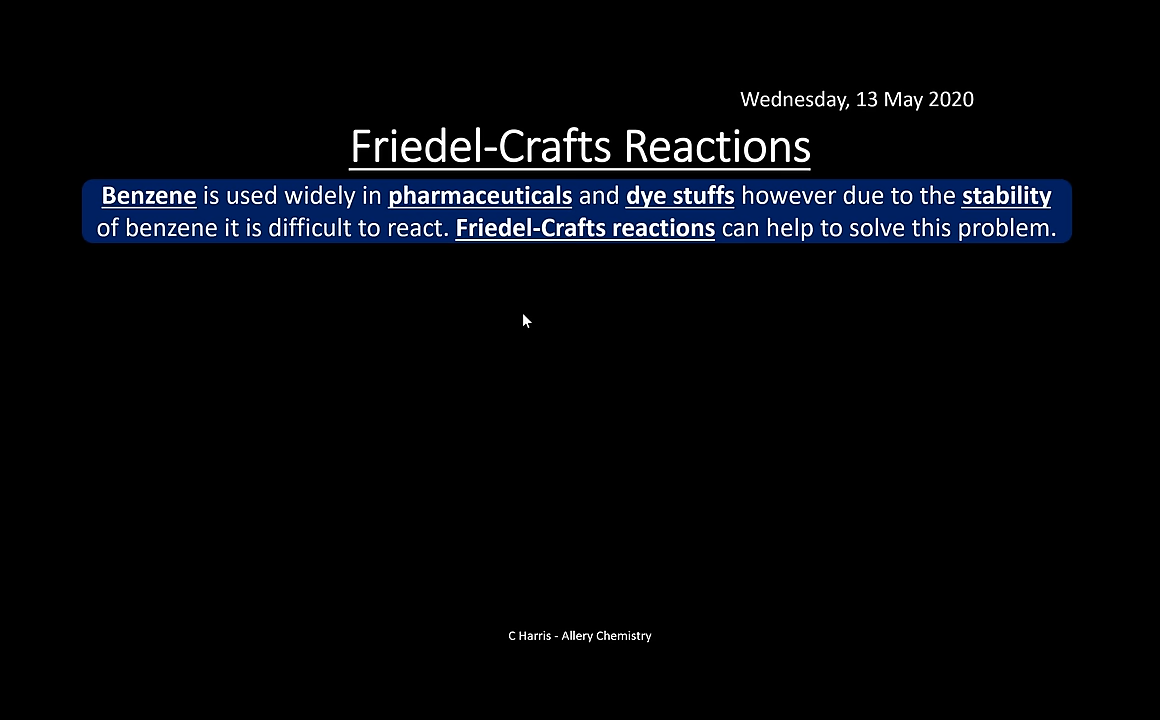 Wednesday, 13 May 2020
Friedel-Crafts Reactions
Benzene is used widely in pharmaceuticals and dye stuffs however due to the stability
of benzene it is difficult to react. Friedel-Crafts reactions can help to solve this problem.
C Harris - Allery Chemistry